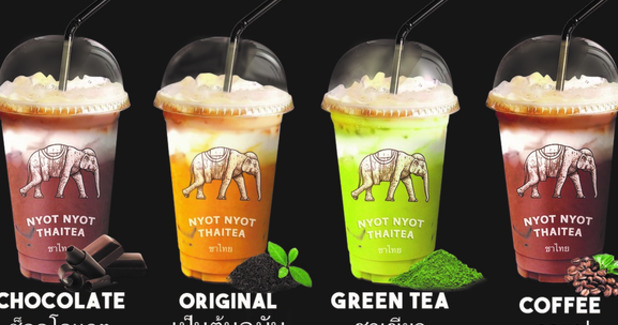 NYOT NYOT
THAITEA
ชาไทย
NYOT NYOT
THAITEA
ชาไทย
NYOT NYOT
THAITEA
ชาไทย
NYOT NYOT
THAITEA
ชาไทย
CHOCOLATE
ORIGINAL
GREEN TEA
COFFEE